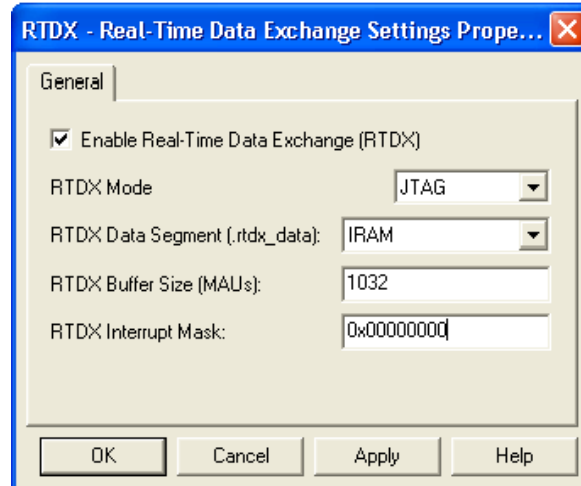 RTDX - Real-Time Data Exchange Settings Prope...
General
Enable Real-Time Data Exchange (RTDX)
RTDX Mode JTAG
RTDX Data Segment (.rtdx_data): IRAM
RTDX Buffer Size (MAUs): 1032
RTDX Interrupt Mask: 0x00000000
OK Cancel Apply Help